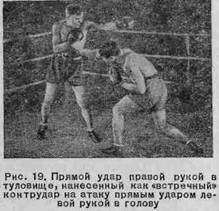 Рис. 19. Прямой удар правой рукой в
туловище, нанесенный как «встречный»
контрудар на атаку прямым ударом ле-
вой рукой в голову